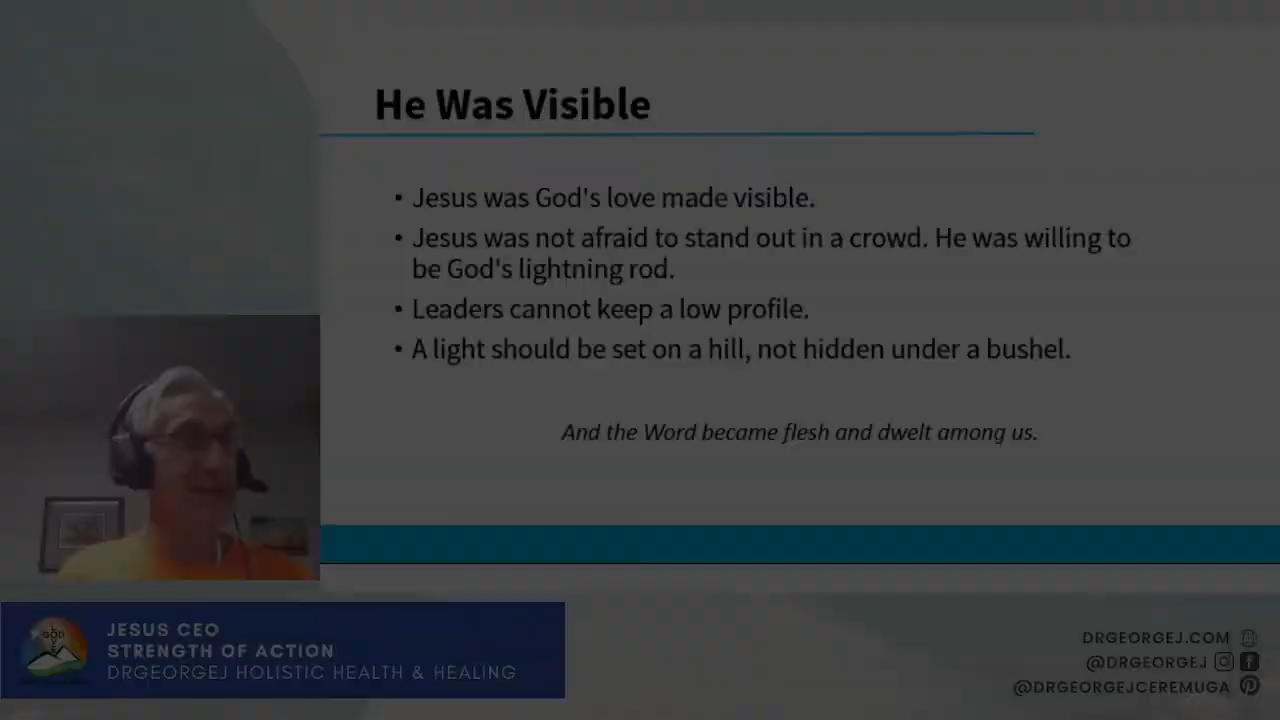 He Was Visible
• Jesus was God's love made visible.
• Jesus was not afraid to stand out in a crowd. He was willing to
be God's lightning rod.
• Leaders cannot keep a low profile.
• A light should be set on a hill, not hidden under a bushel.
And the Word became flesh and dwelt among us.
GOD
JESUS CEO
STRENGTH OF ACTION
DRGEORGEJ HOLISTIC HEALTH & HEALING
DRGEORGEJ.COM
@DRGEORGEJ
@DRGEORGEJCEREMUGA